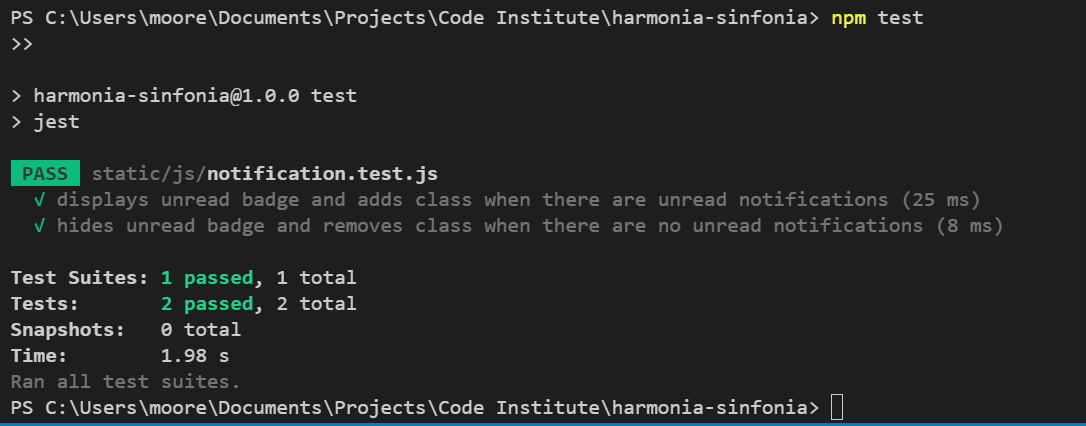 PS C:\Users\moore\Documents\Projects\Code Institute\harmonia-sinfonia> npm test
>>
> harmonia-sinfonia@1.0.0 test
> jest
PASS static/js/notification.test.js
√ displays unread badge and adds class when there are unread notifications (25 ms)
√ hides unread badge and removes class when there are no unread notifications (8 ms)
Test Suites: 1 passed, 1 total
Tests: 2 passed, 2 total
Snapshots: 0 total
Time: 1.98 s
Ran all test suites.
PS C:\Users\moore\Documents\Projects\Code Institute\harmonia-sinfonia>